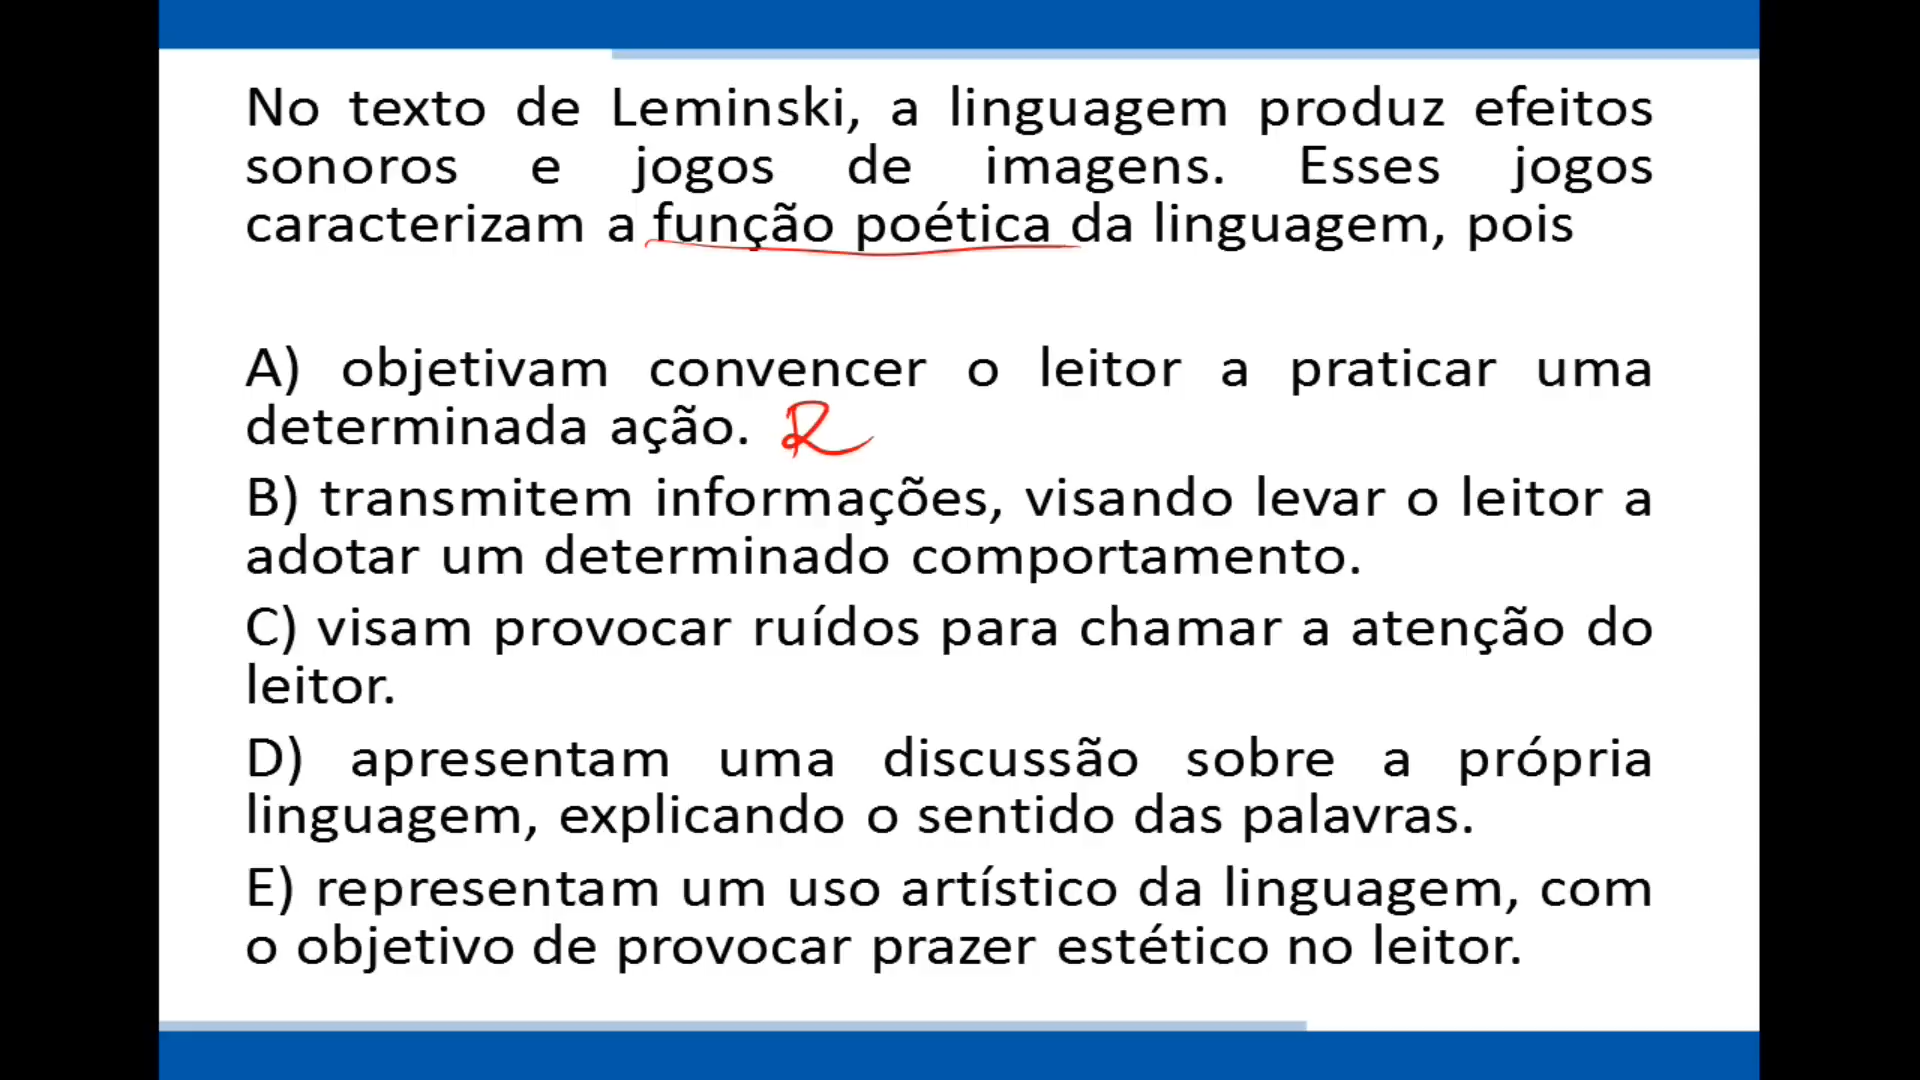 No texto de Leminski, a linguagem produz efeitos
sonoros e jogos de imagens. Esses jogos
caracterizam a função poética da linguagem, pois
A) objetivam convencer o leitor a praticar uma
determinada ação. R
B) transmitem informações, visando levar o leitor a
adotar um determinado comportamento.
C) visam provocar ruídos para chamar a atenção do
leitor.
D) apresentam uma discussão sobre a própria
linguagem, explicando o sentido das palavras.
E) representam um uso artístico da linguagem, com
o objetivo de provocar prazer estético no leitor.